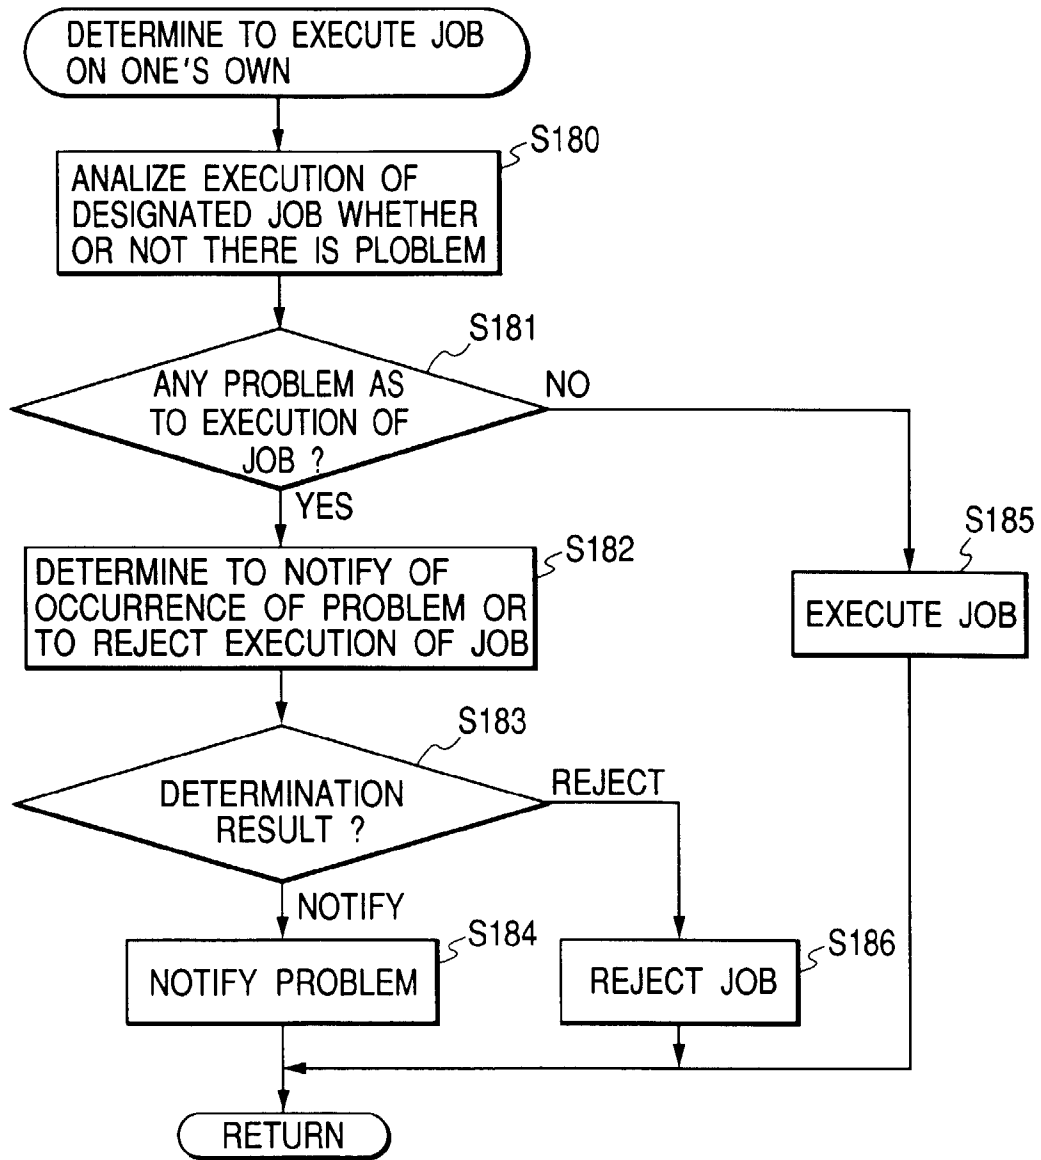 DETERMINE TO EXECUTE JOB
ON ONE'S OWN
S180
ANALIZE EXECUTION OF
DESIGNATED JOB WHETHER
OR NOT THERE IS PLOBLEM
S181
ANY PROBLEM AS
TO EXECUTION OF
JOB ?
NO
YES
S182
DETERMINE TO NOTIFY OF
OCCURRENCE OF PROBLEM OR
TO REJECT EXECUTION OF JOB
S185
EXECUTE JOB
S183
DETERMINATION
RESULT ?
REJECT
NOTIFY
S184
NOTIFY PROBLEM
S186
REJECT JOB
RETURN